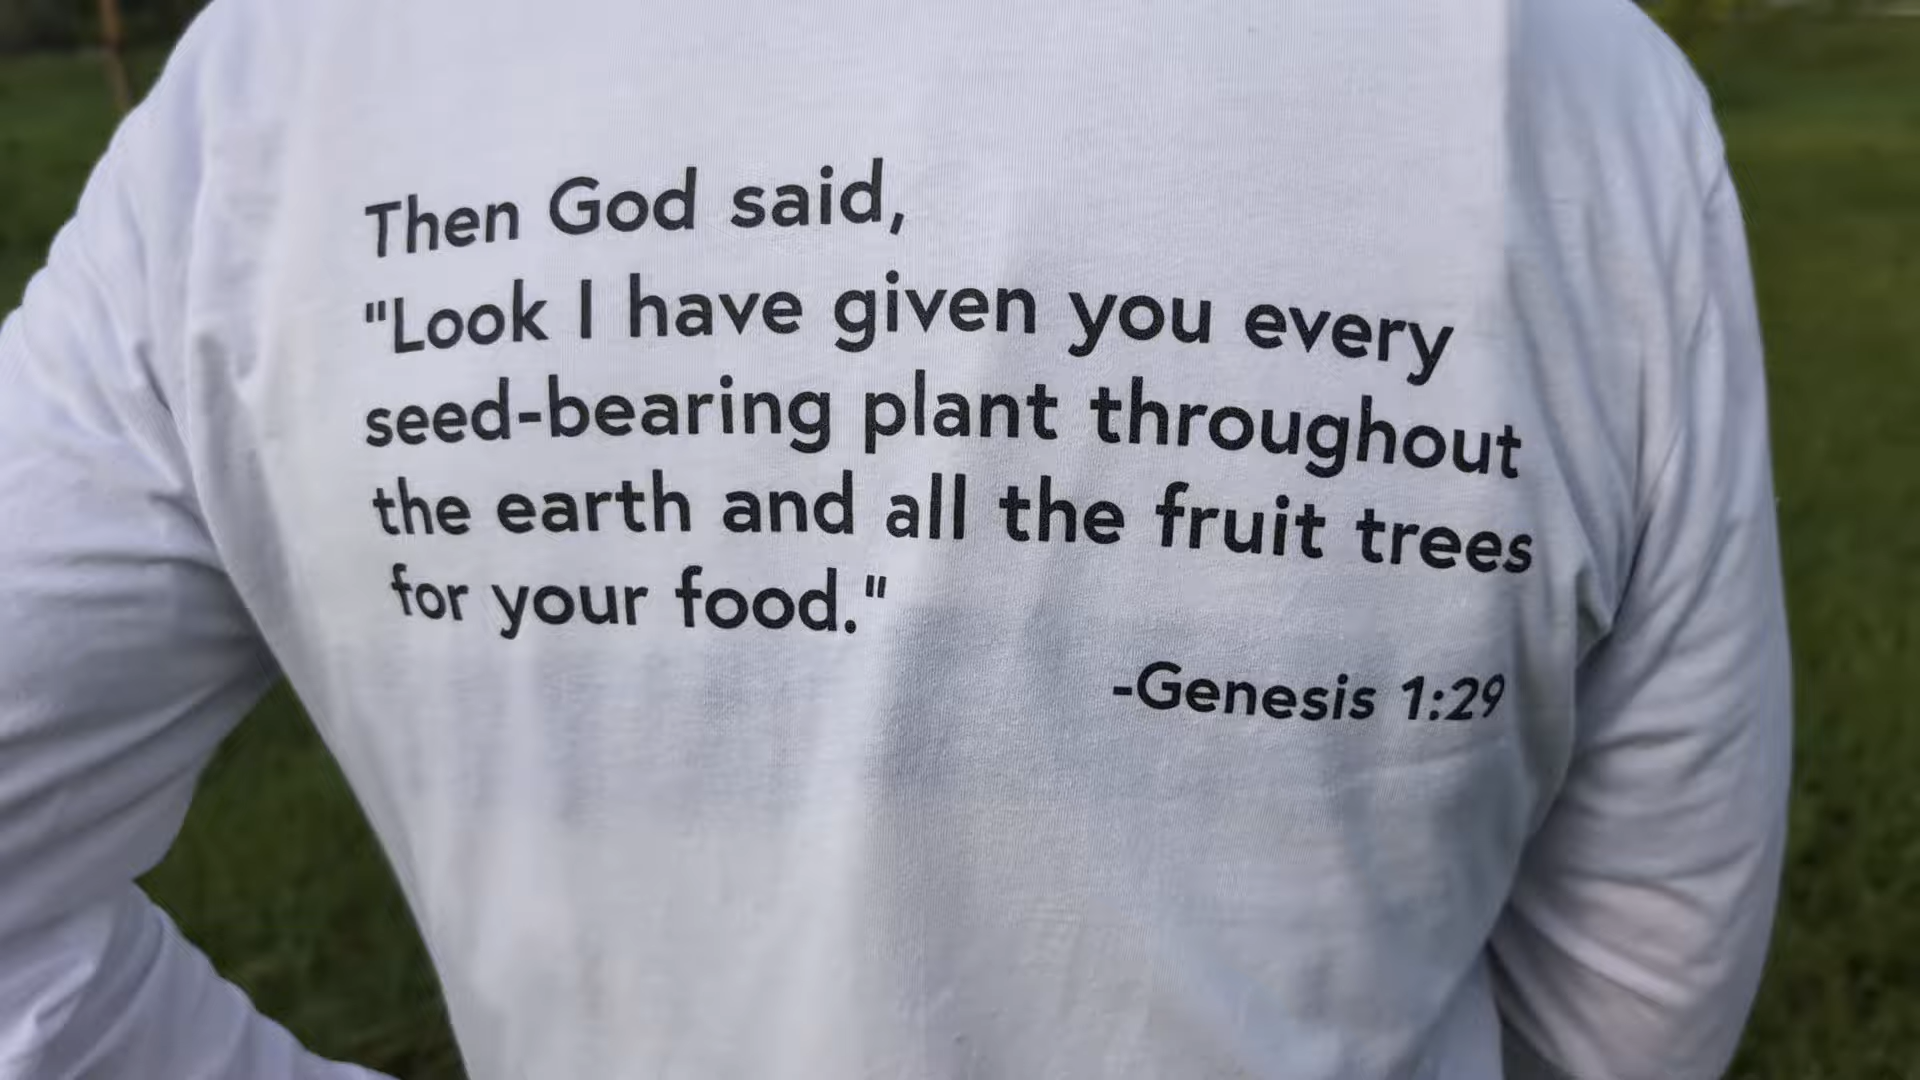 Then God said,
"Look I have given you every
seed-bearing plant throughout
the earth and all the fruit trees
for your food."
-Genesis 1:29